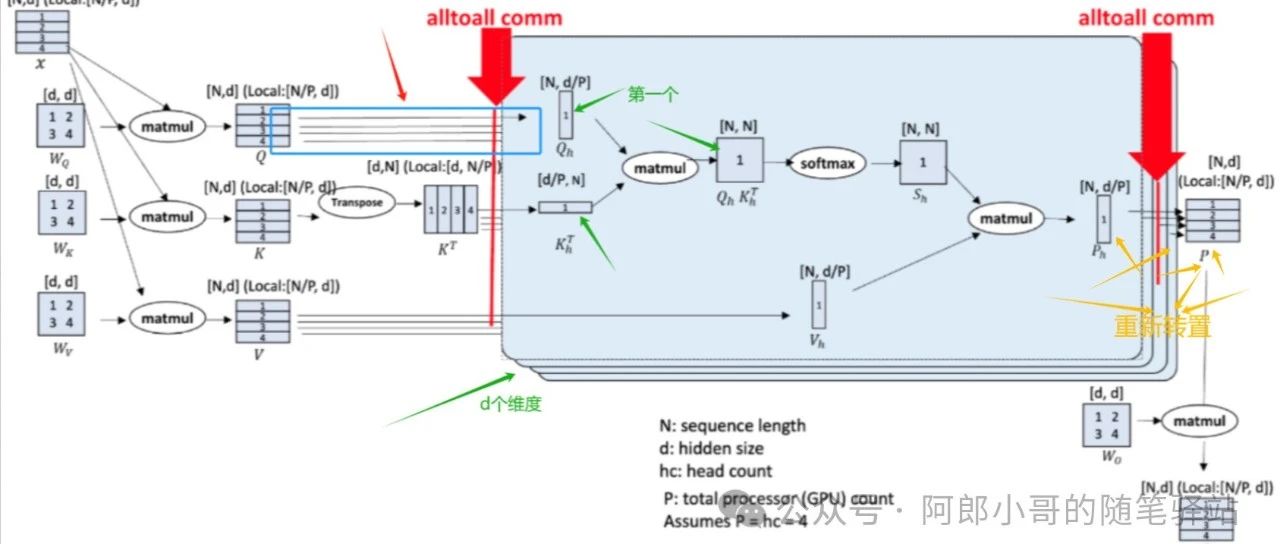 [N,d] (Local:[N/P, d])
1
2
3
4
x
[d, d]
1 2
3 4
W_Q
matmul
[N,d] (Local:[N/P, d])
1
2
3
4
Q
[d, d]
1 2
3 4
W_K
matmul
[N,d] (Local:[N/P, d])
1
2
3
4
K
Transpose
[d,N] (Local:[d, N/P])
1 2 3 4
K^T
[d, d]
1 2
3 4
W_V
matmul
[N,d] (Local:[N/P, d])
1
2
3
4
V
alltoall comm
[N, d/P]
1
Q_h
第一个
[d/P, N]
1
K_h^T
matmul
[N, N]
1
Q_h K_h^T
softmax
[N, N]
1
S_h
matmul
[N, d/P]
1
V_h
[N, d/P]
1
P_h
alltoall comm
[N,d]
(Local:[N/P, d])
1
2
3
4
P
重新转置
d个维度
[d, d]
1 2
3 4
W_O
matmul
[N,d] (Local:[N/P, d])
1
2
3
4
N: sequence length
d: hidden size
hc: head count
P: total processor (GPU) count
Assumes P = hc = 4
公众号 · 阿郎小哥的随笔驿站